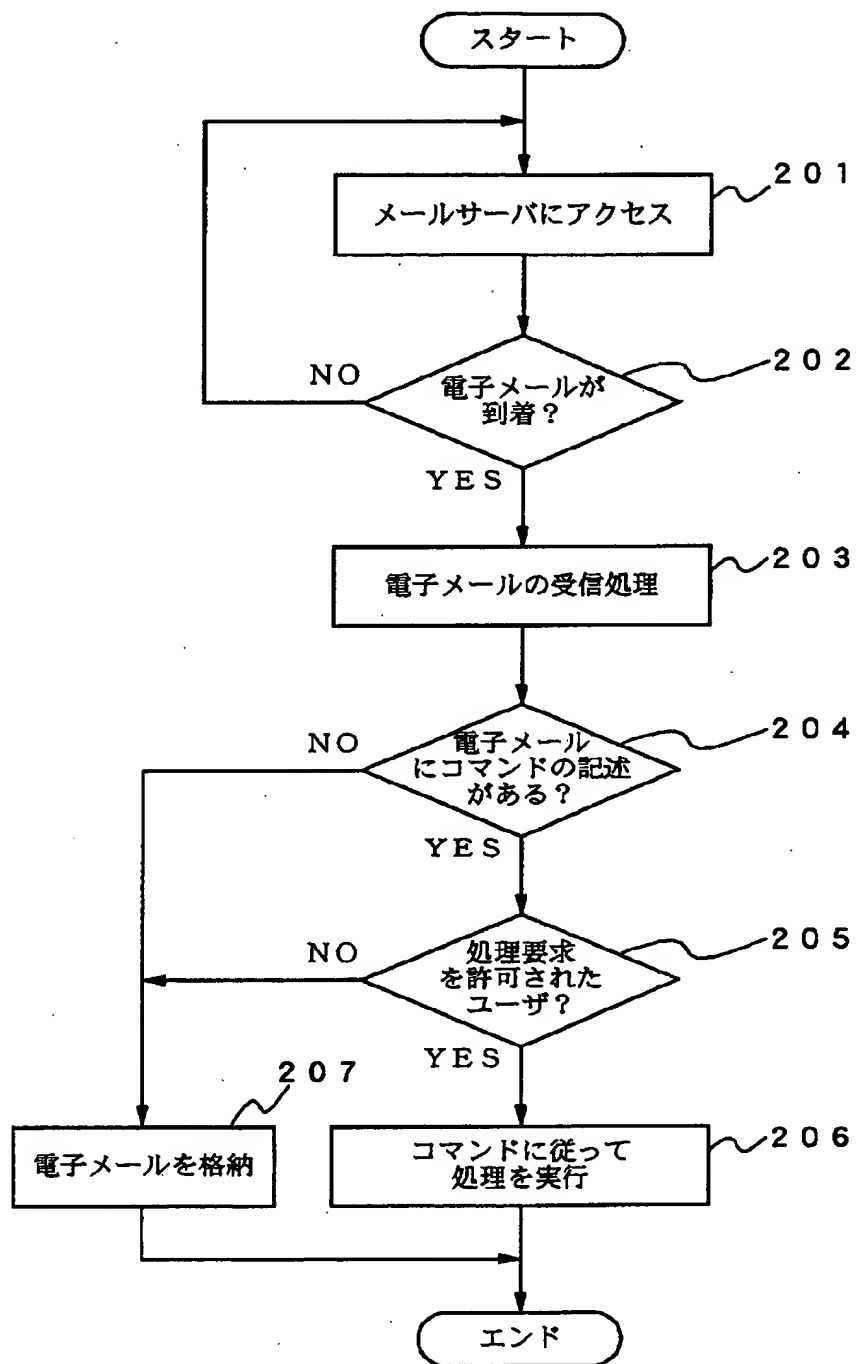 スタート
201
メールサーバにアクセス
202
NO
電子メールが
到着？
YES
203
電子メールの受信処理
204
NO
電子メール
にコマンドの記述
がある？
YES
205
NO
処理要求
を許可された
ユーザ？
YES
207
電子メールを格納
206
コマンドに従って
処理を実行
エンド